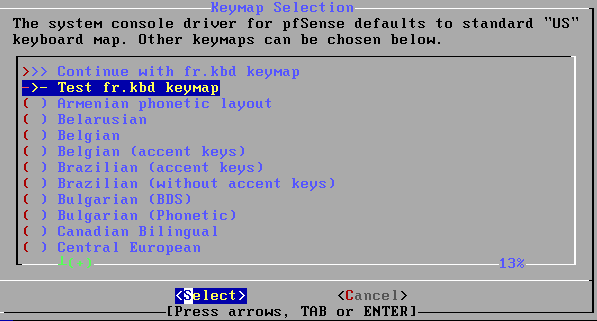 Keymap Selection
The system console driver for pfSense defaults to standard "US"
keyboard map. Other keymaps can be chosen below.
>>> Continue with fr.kbd keymap
->- Test fr.kbd keymap
( ) Armenian phonetic layout
( ) Belarusian
( ) Belgian
( ) Belgian (accent keys)
( ) Brazilian (accent keys)
( ) Brazilian (without accent keys)
( ) Bulgarian (BDS)
( ) Bulgarian (Phonetic)
( ) Canadian Bilingual
( ) Central European
↓(+) 13%
<Select> <Cancel>
[Press arrows, TAB or ENTER]